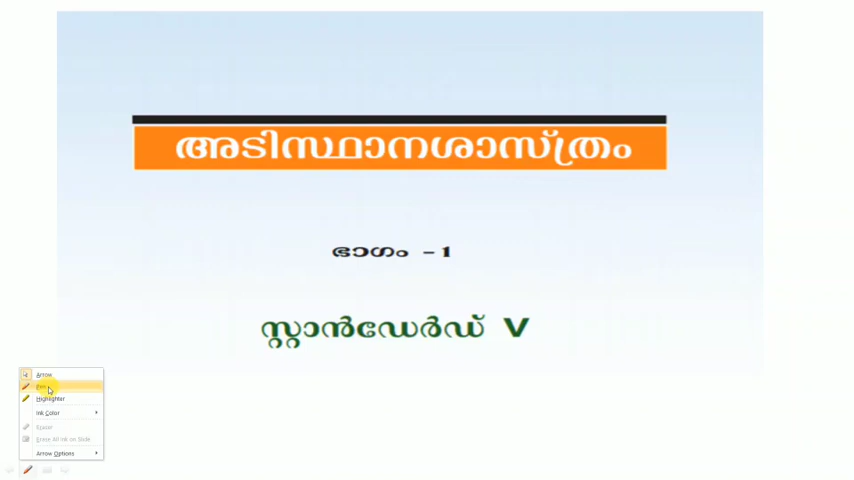 അടിസ്ഥാനശാസ്ത്രം
ഭാഗം -1
സ്റ്റാൻഡേർഡ് V
Arrow
Pen
Highlighter
Ink Color
Eraser
Erase All Ink on Slide
Arrow Options